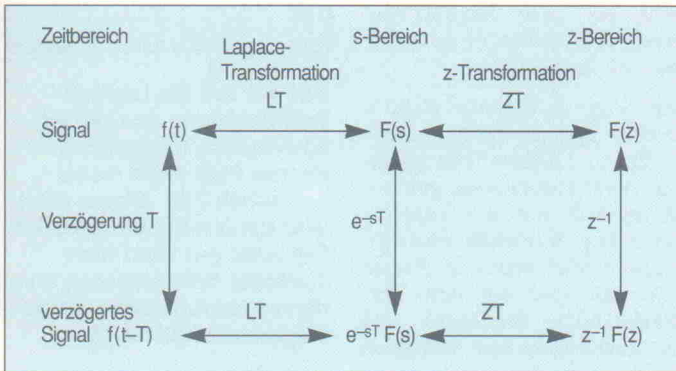 Zeitbereich s-Bereich z-Bereich
Laplace-
Transformation z-Transformation
LT ZT
Signal f(t) F(s) F(z)
Verzögerung T e–sT z–1
verzögertes
LT ZT
Signal f(t–T) e–sT F(s) z–1 F(z)